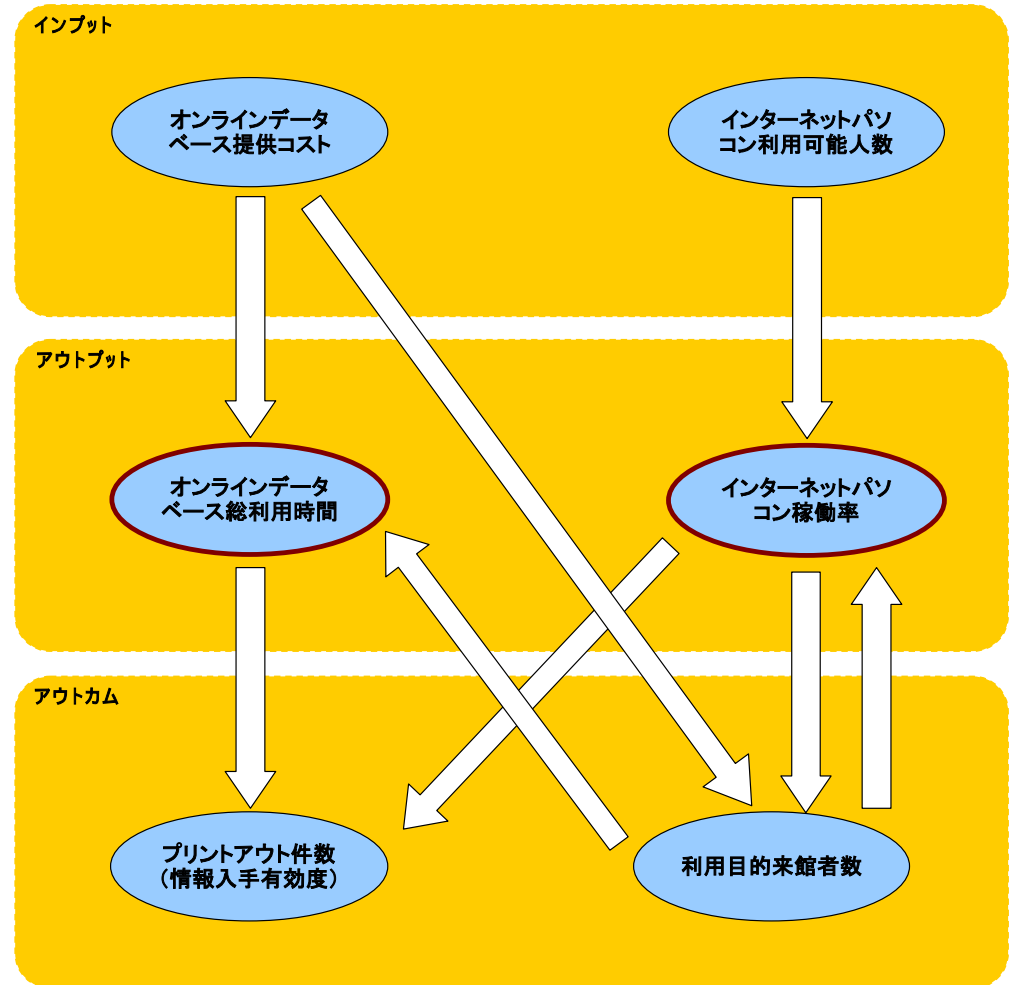 インプット
オンラインデータ
ベース提供コスト
インターネットパソ
コン利用可能人数
アウトプット
オンラインデータ
ベース総利用時間
インターネットパソ
コン稼働率
アウトカム
プリントアウト件数
（情報入手有効度）
利用目的来館者数